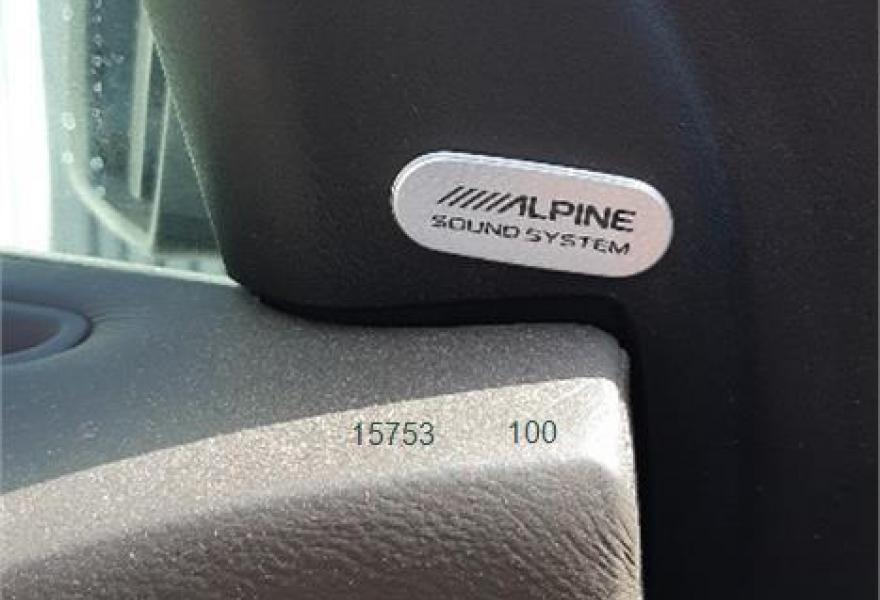 ALPINE
SOUND SYSTEM
15753 100